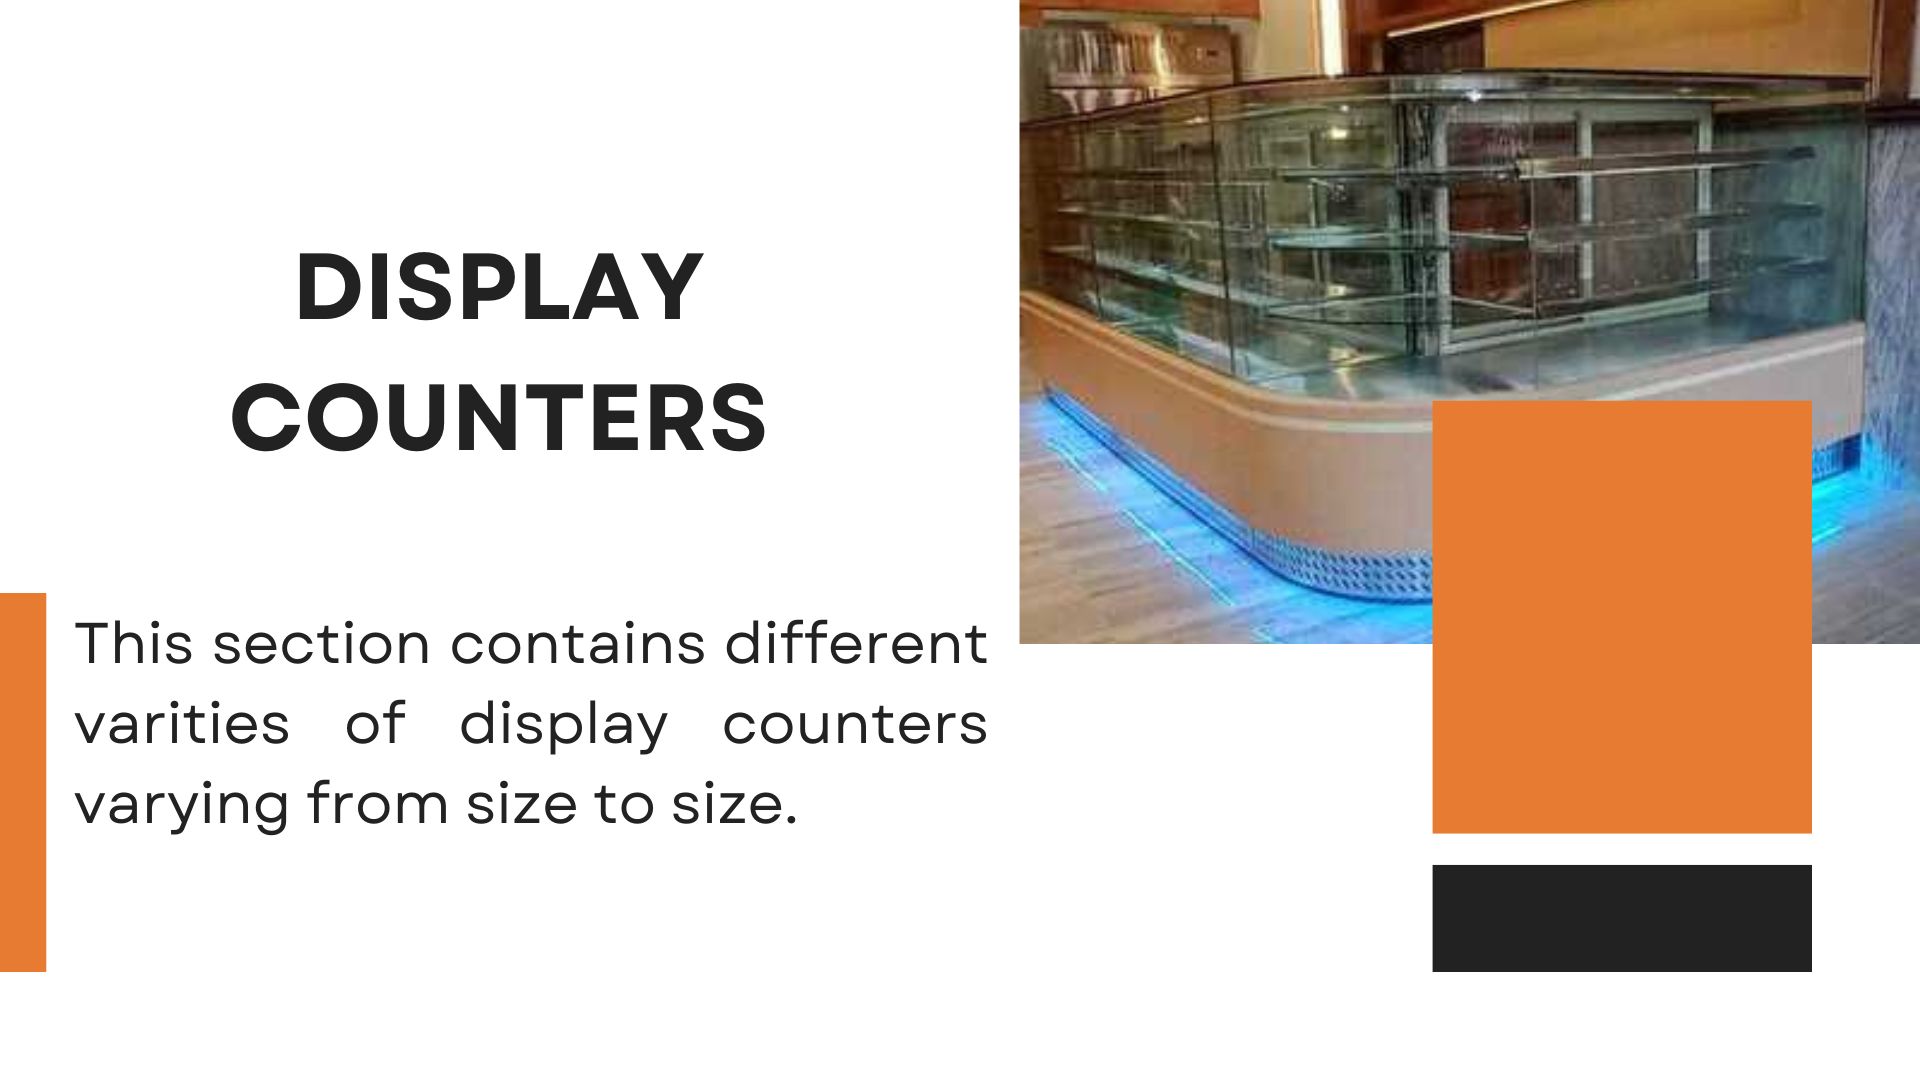 DISPLAY
COUNTERS
This section contains different
varities of display counters
varying from size to size.